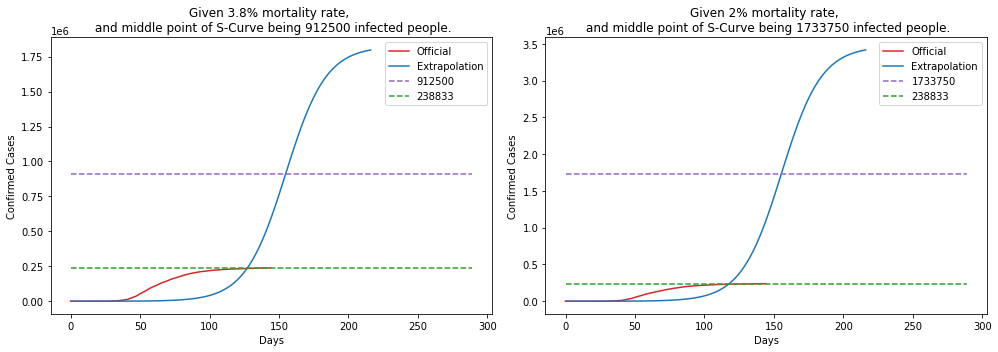 Given 3.8% mortality rate,
and middle point of S-Curve being 912500 infected people.
1e6
Official
Extrapolation
912500
238833
1.75
1.50
1.25
1.00
0.75
0.50
0.25
0.00
Confirmed Cases
0 50 100 150 200 250 300
Days
Given 2% mortality rate,
and middle point of S-Curve being 1733750 infected people.
1e6
Official
Extrapolation
1733750
238833
3.5
3.0
2.5
2.0
1.5
1.0
0.5
0.0
Confirmed Cases
0 50 100 150 200 250 300
Days